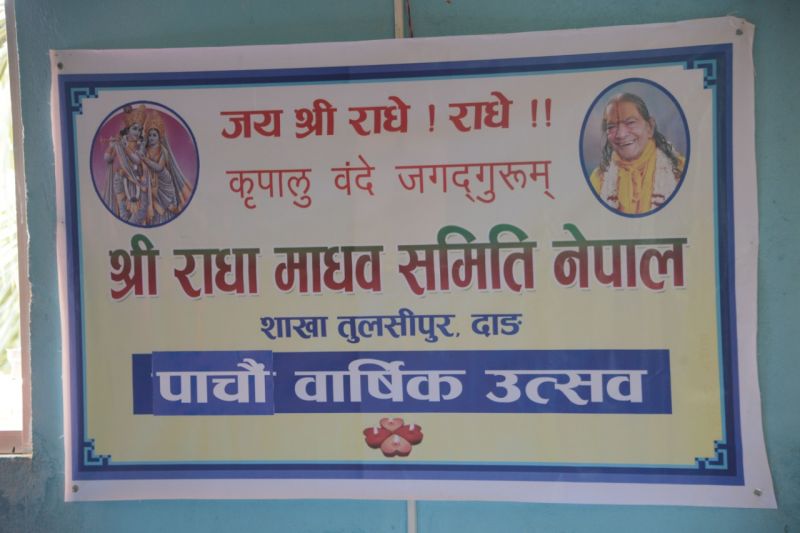 जय श्री राधे ! राधे !!
कृपालु वंदे जगद्‌गुरूम्
श्री राधा माधव समिति नेपाल
शाखा तुलसीपुर, दाङ
पाचौं वार्षिक उत्सव